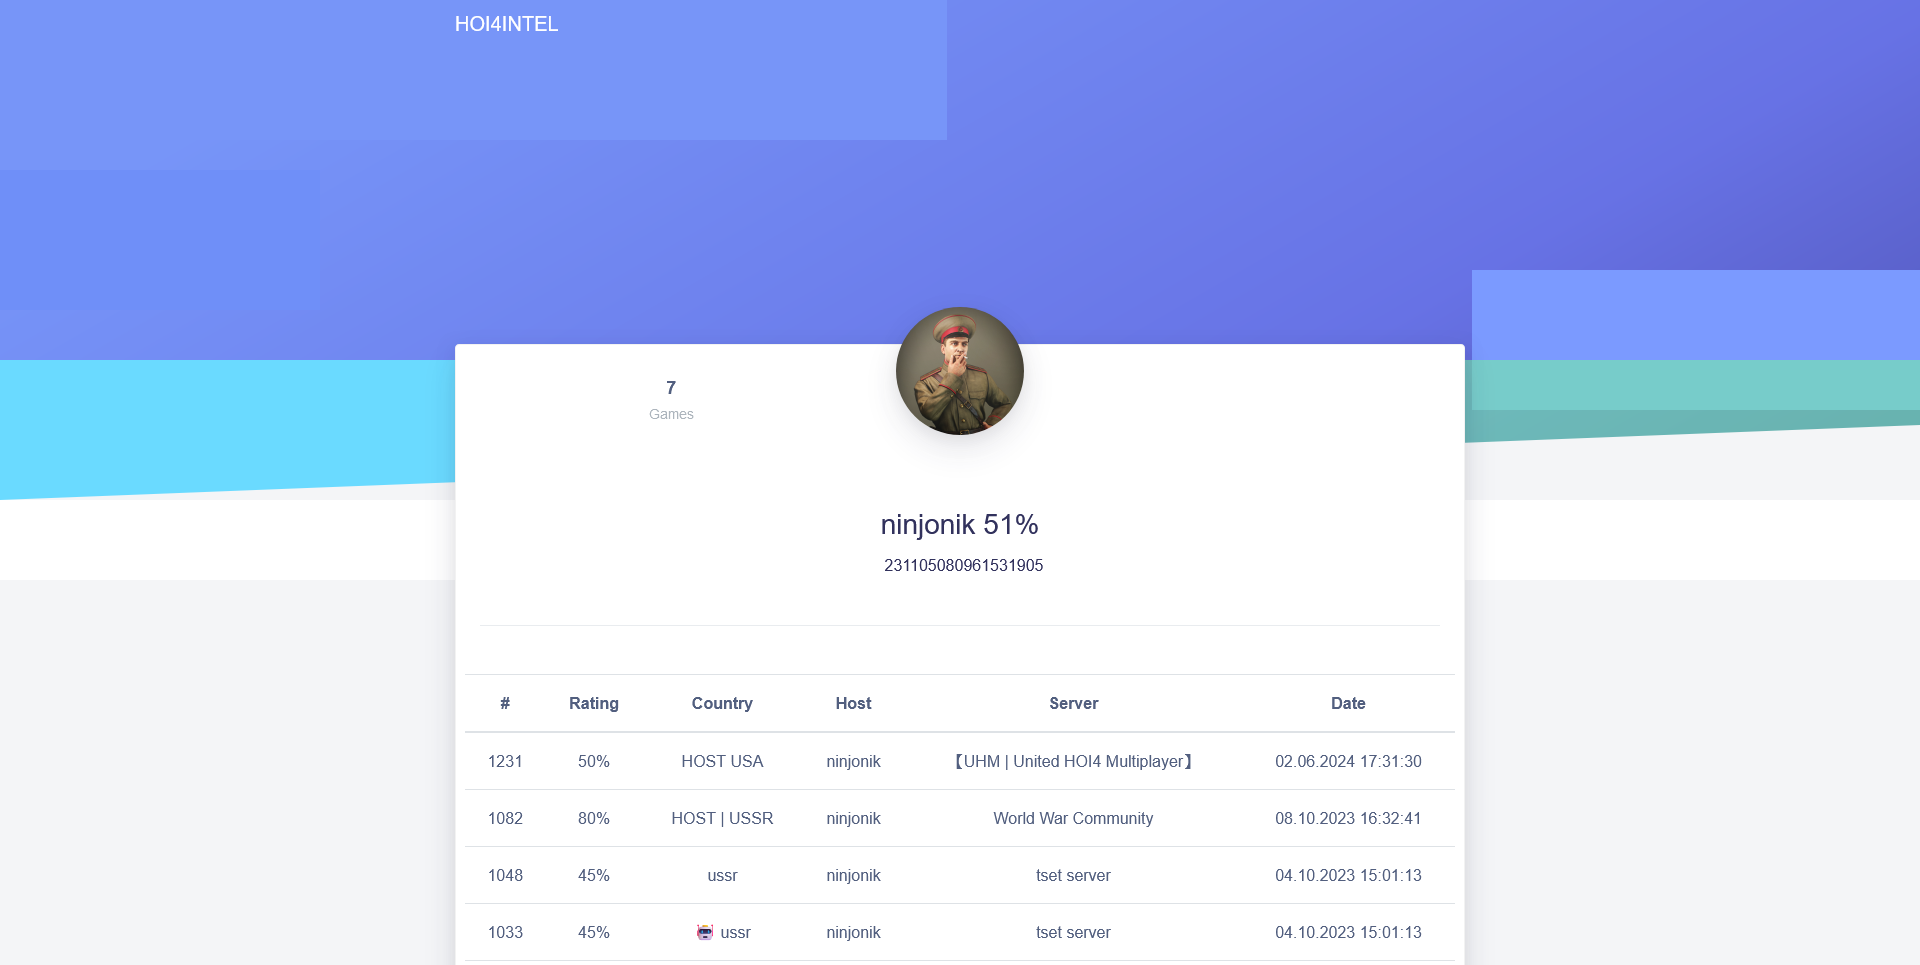 HOI4INTEL
7
Games
ninjonik 51%
231105080961531905
# Rating Country Host Server Date
1231 50% HOST USA ninjonik 【UHM | United HOI4 Multiplayer】 02.06.2024 17:31:30
1082 80% HOST | USSR ninjonik World War Community 08.10.2023 16:32:41
1048 45% ussr ninjonik tset server 04.10.2023 15:01:13
1033 45% ussr ninjonik tset server 04.10.2023 15:01:13